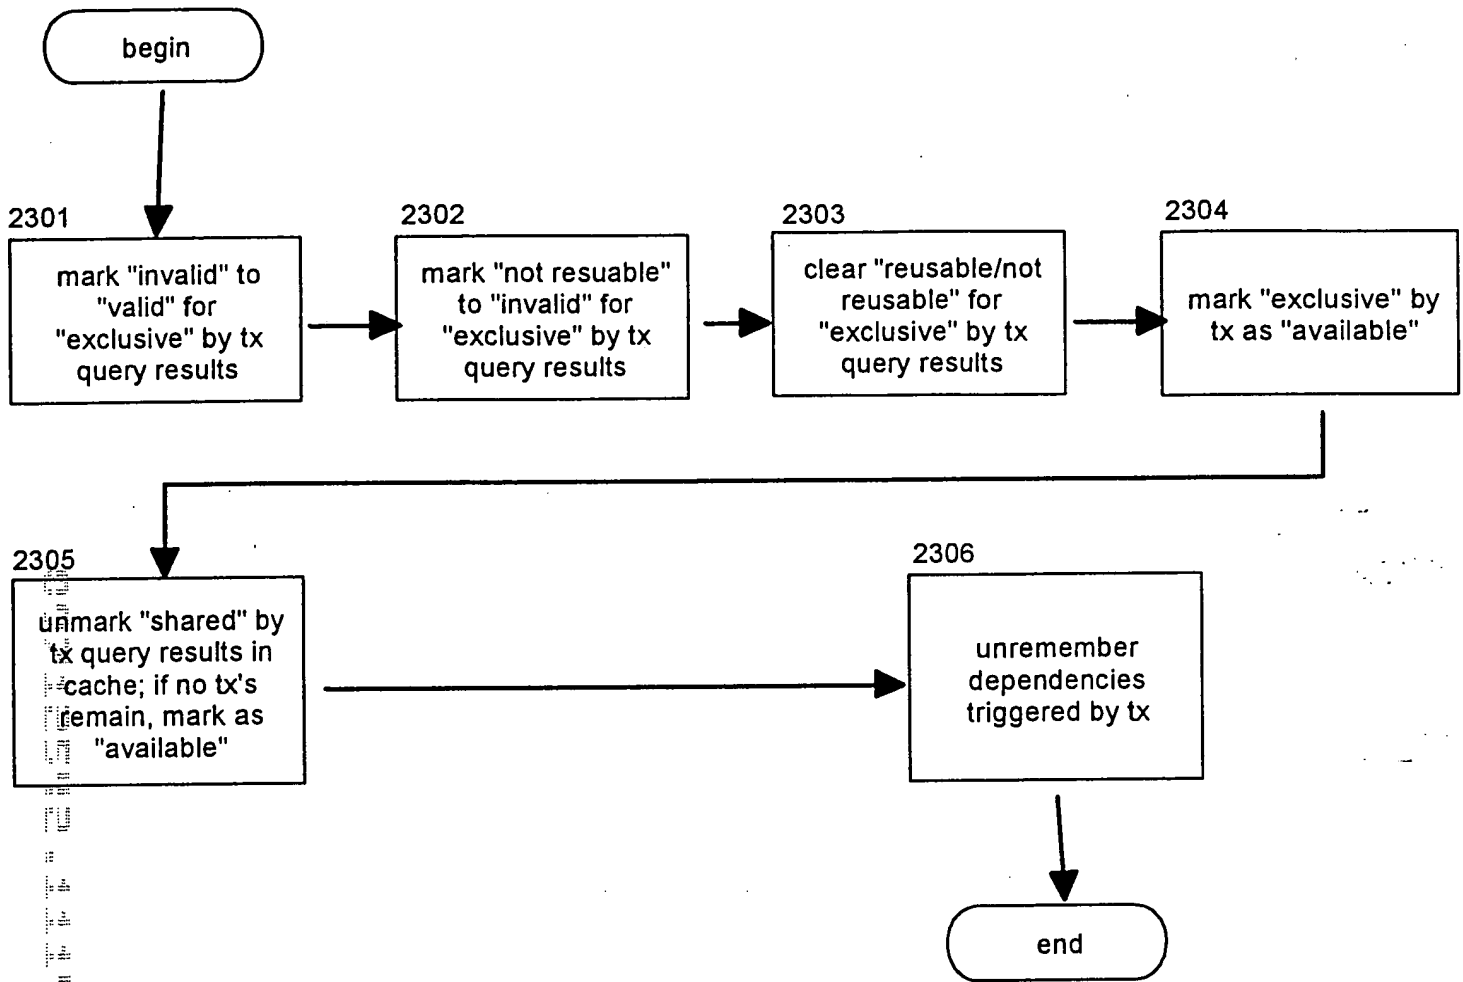 begin
2301
mark "invalid" to
"valid" for
"exclusive" by tx
query results
2302
mark "not resuable"
to "invalid" for
"exclusive" by tx
query results
2303
clear "reusable/not
reusable" for
"exclusive" by tx
query results
2304
mark "exclusive" by
tx as "available"
2305
unmark "shared" by
tx query results in
cache; if no tx's
remain, mark as
"available"
2306
unremember
dependencies
triggered by tx
end